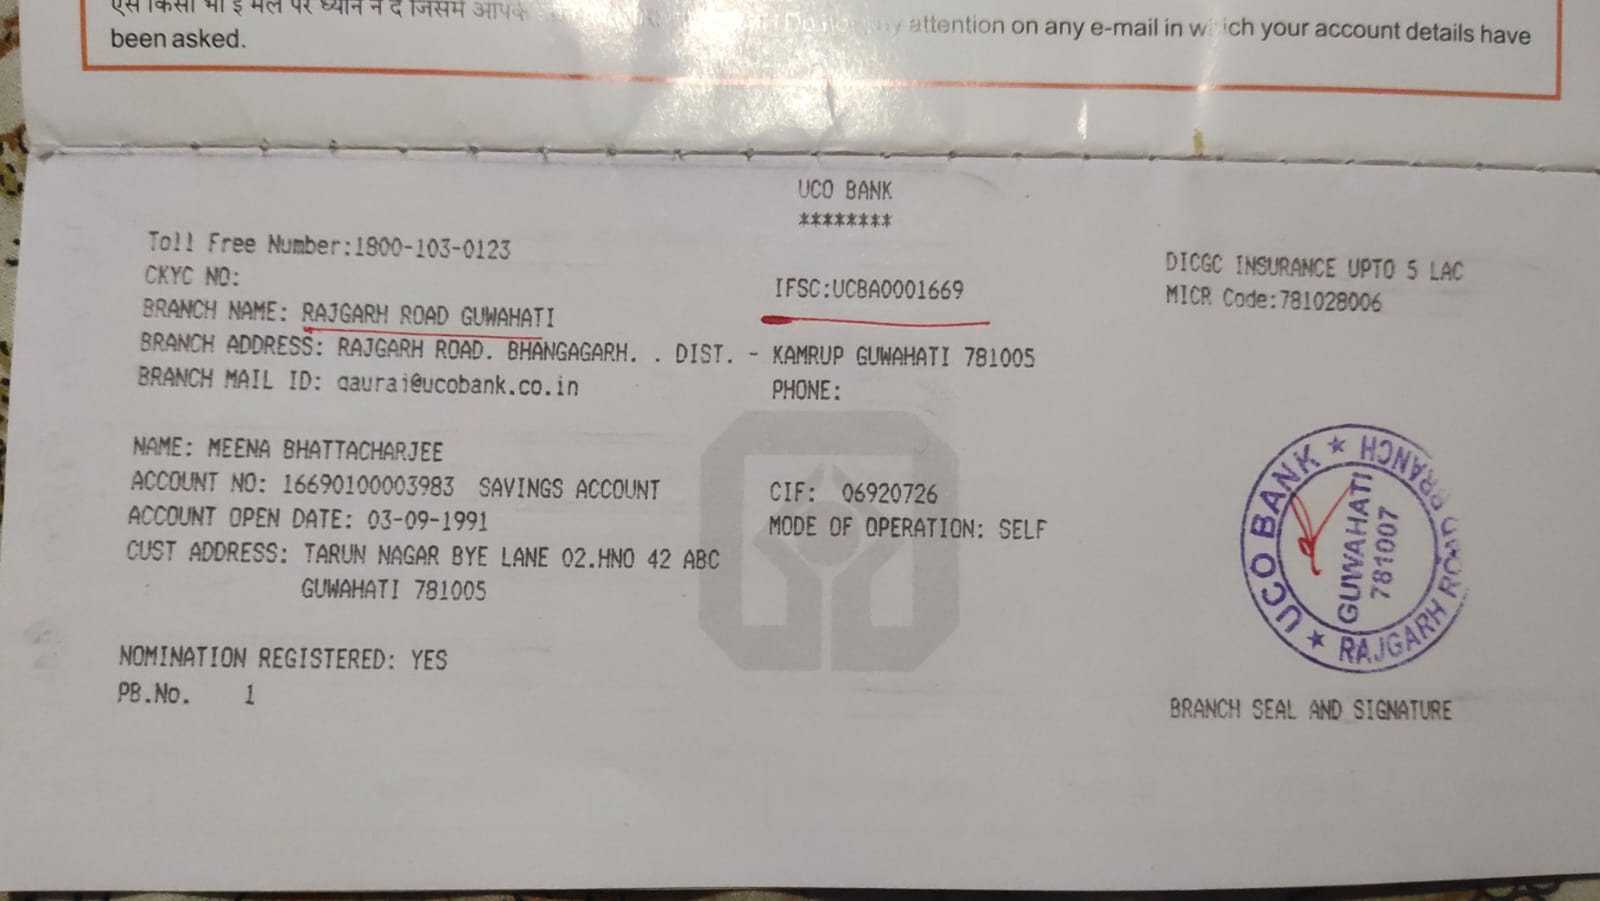 ऐसे किसी भी ई मेल पर ध्यान न दें जिसमें आपके
attention on any e-mail in which your account details have
been asked.
UCO BANK
********
Toll Free Number:1800-103-0123
DICGC INSURANCE UPTO 5 LAC
CKYC NO:
IFSC:UCBA0001669
MICR Code:781028006
BRANCH NAME: RAJGARH ROAD GUWAHATI
BRANCH ADDRESS: RAJGARH ROAD. BHANGAGARH. . DIST. - KAMRUP GUWAHATI 781005
BRANCH MAIL ID: gauraj@ucobank.co.in
PHONE:
NAME: MEENA BHATTACHARJEE
ACCOUNT NO: 16690100003983 SAVINGS ACCOUNT
CIF: 06920726
ACCOUNT OPEN DATE: 03-09-1991
MODE OF OPERATION: SELF
CUST ADDRESS: TARUN NAGAR BYE LANE 02.HNO 42 ABC
GUWAHATI 781005
NOMINATION REGISTERED: YES
PB.No. 1
UCO BANK ★ RAJGARH ROAD BRANCH ★
GUWAHATI
781007
BRANCH SEAL AND SIGNATURE